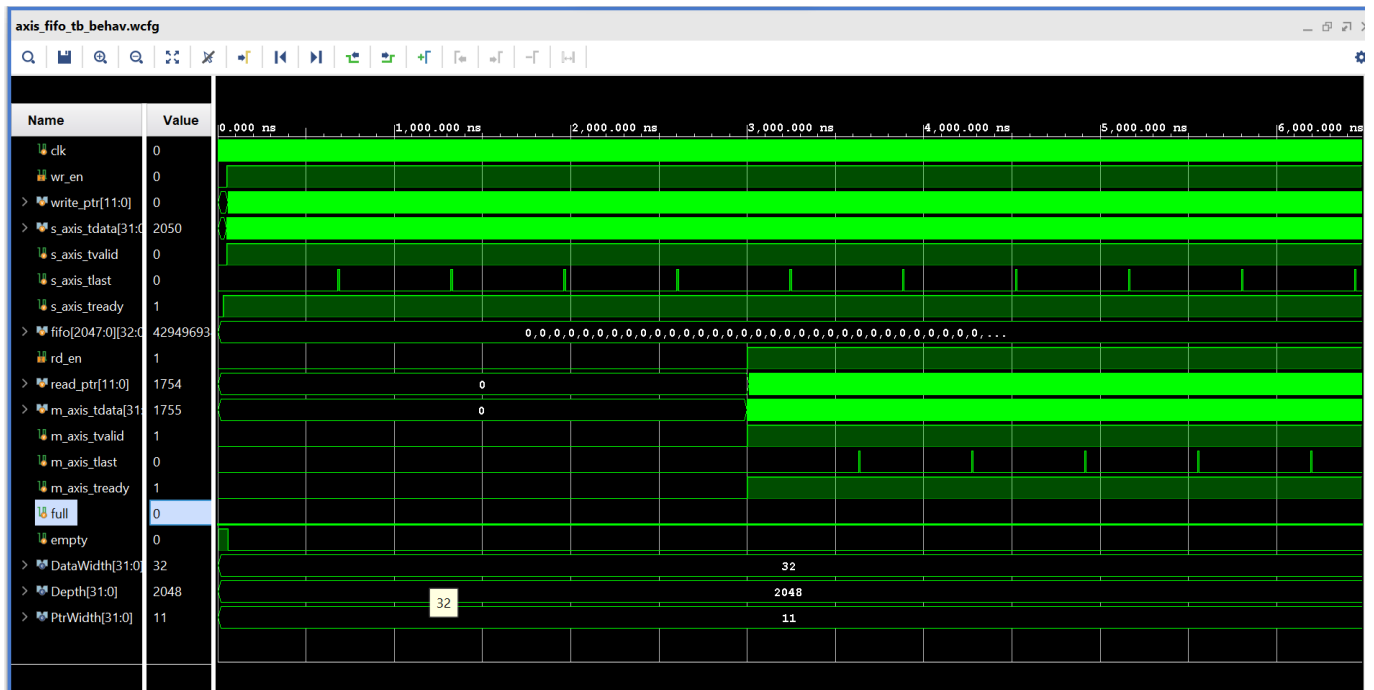 axis_fifo_tb_behav.wcfg
Name Value
0.000 ns 1,000.000 ns 2,000.000 ns 3,000.000 ns 4,000.000 ns 5,000.000 ns 6,000.000 ns
clk 0
wr_en 0
write_ptr[11:0] 0
s_axis_tdata[31:0 2050
s_axis_tvalid 0
s_axis_tlast 0
s_axis_tready 1
fifo[2047:0][32:0 42949693 0,0,0,0,0,0,0,0,0,0,0,0,0,0,0,0,0,0,0,0,0,0,0,0,0,0,0,0,0,0,0,0,...
rd_en 1
read_ptr[11:0] 1754 0
m_axis_tdata[31: 1755 0
m_axis_tvalid 1
m_axis_tlast 0
m_axis_tready 1
full 0
empty 0
DataWidth[31:0] 32 32
Depth[31:0] 2048 2048
32
PtrWidth[31:0] 11 11